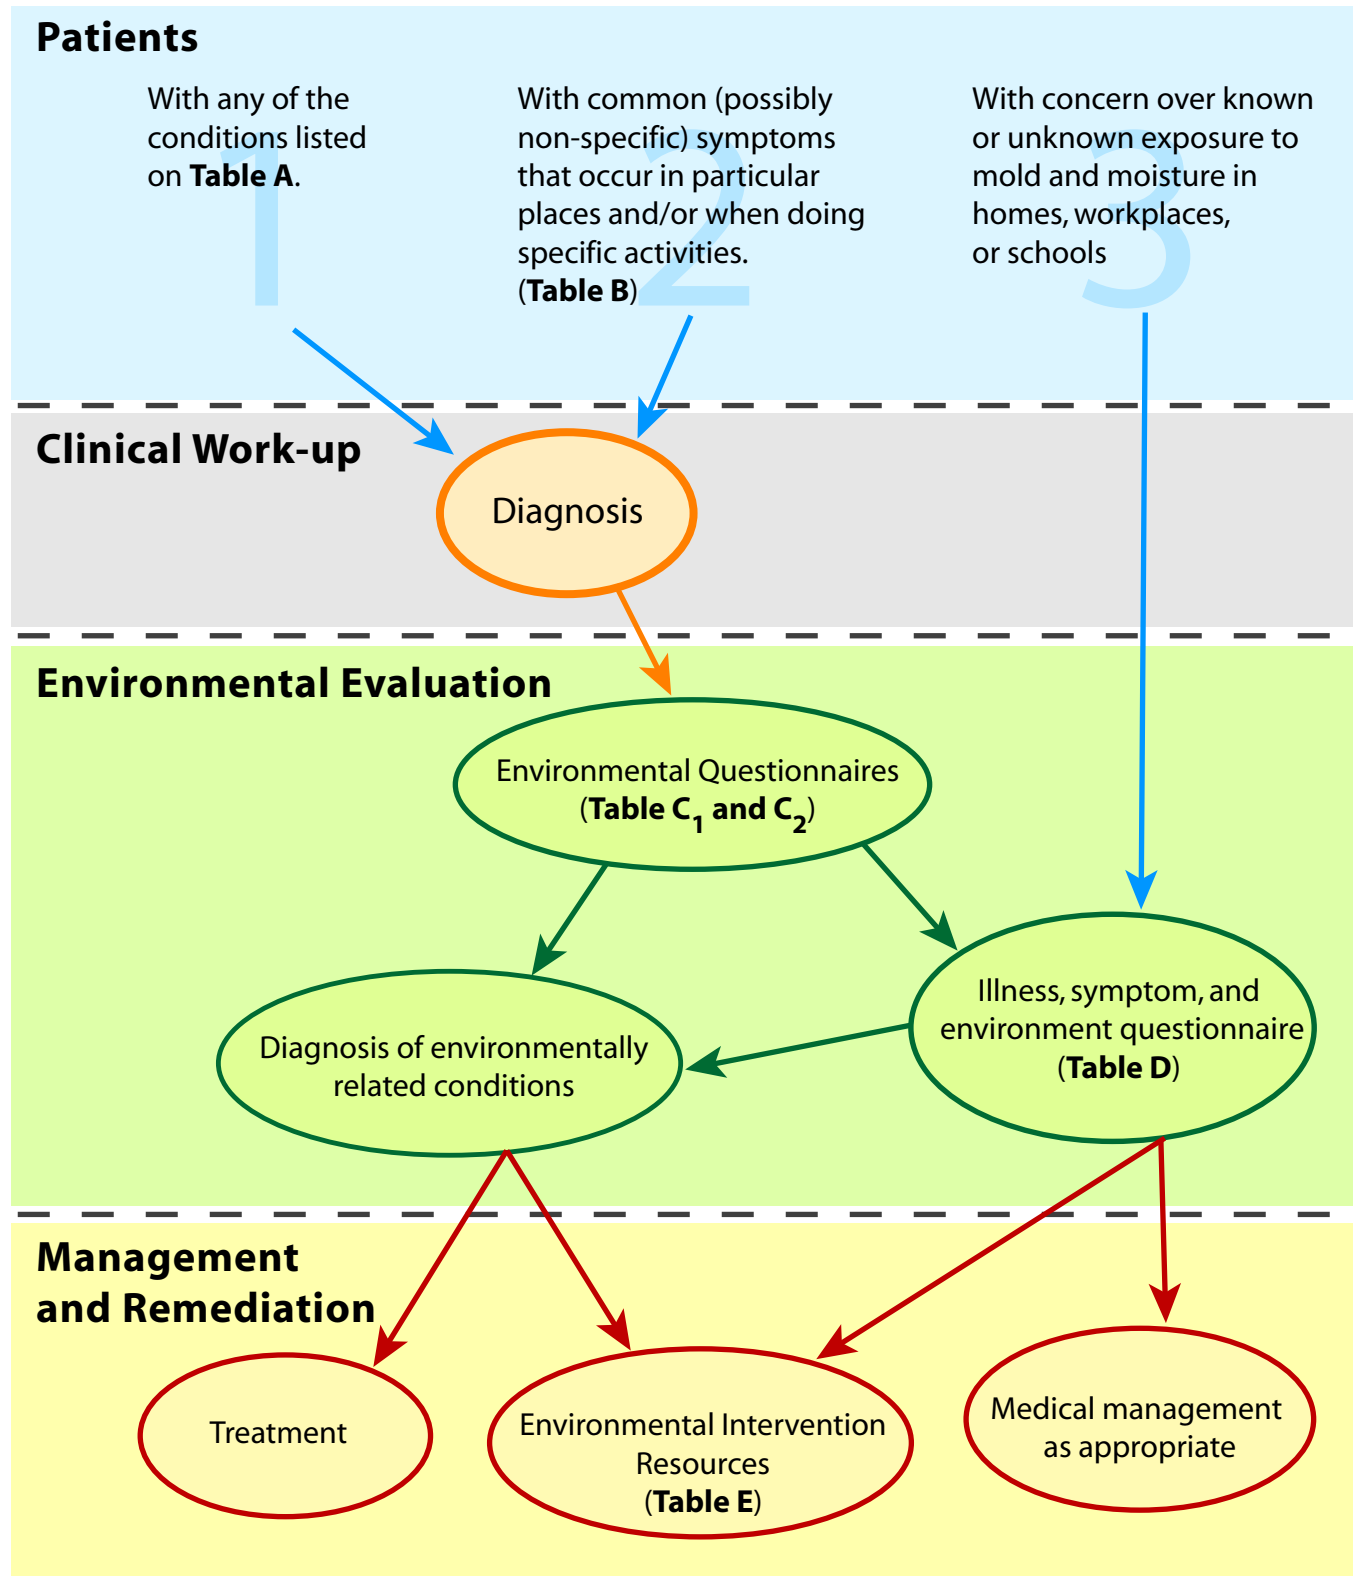 Patients
1
With any of the
conditions listed
on Table A.
2
With common (possibly
non-specific) symptoms
that occur in particular
places and/or when doing
specific activities.
(Table B)
3
With concern over known
or unknown exposure to
mold and moisture in
homes, workplaces,
or schools
Clinical Work-up
Diagnosis
Environmental Evaluation
Environmental Questionnaires
(Table C₁ and C₂)
Illness, symptom, and
environment questionnaire
(Table D)
Diagnosis of environmentally
related conditions
Management
and Remediation
Treatment
Environmental Intervention
Resources
(Table E)
Medical management
as appropriate